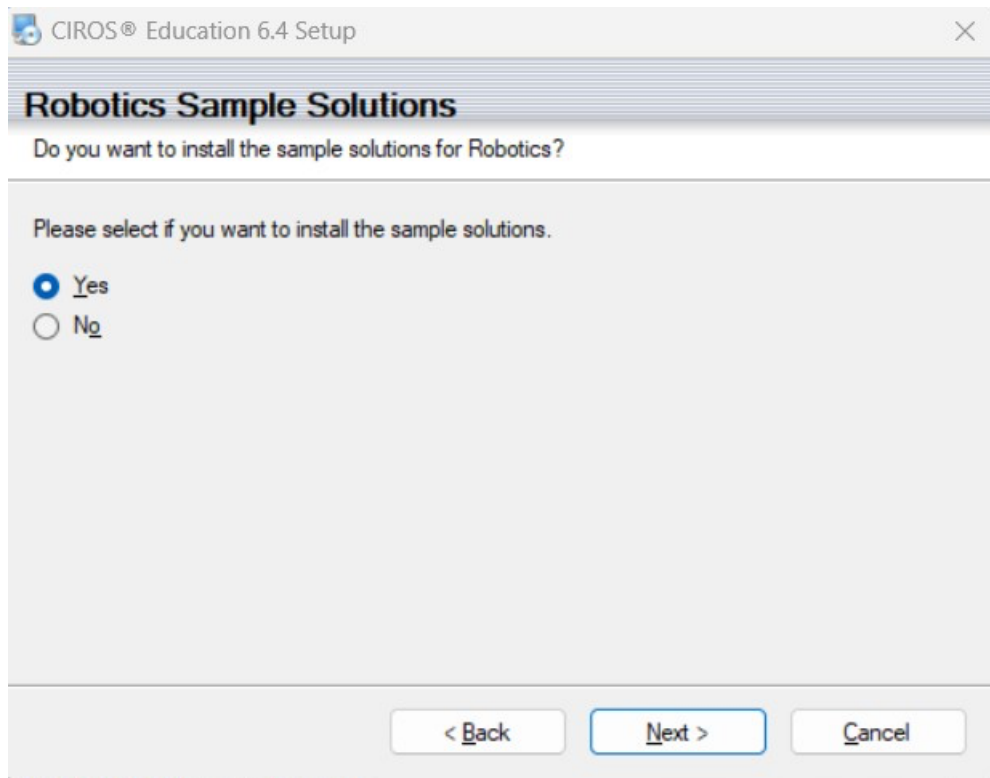 CIROS® Education 6.4 Setup
Robotics Sample Solutions
Do you want to install the sample solutions for Robotics?
Please select if you want to install the sample solutions.
Yes
No
< Back Next > Cancel